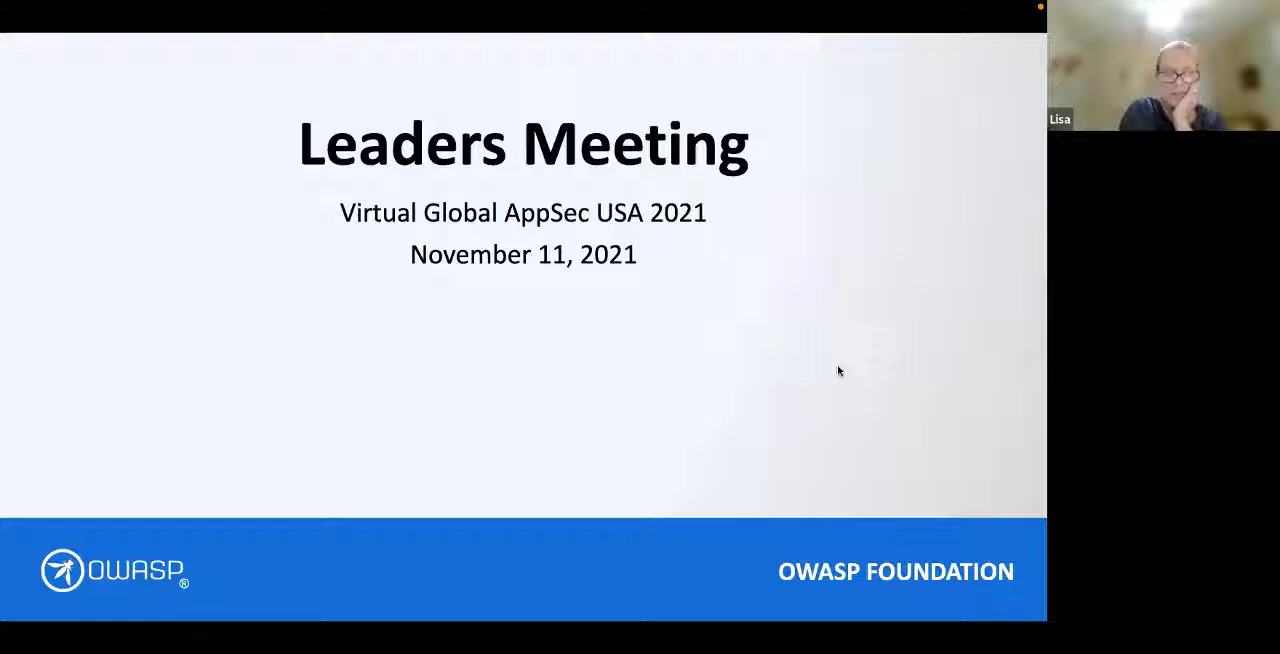 Leaders Meeting
Virtual Global AppSec USA 2021
November 11, 2021
Lisa
OWASP®
OWASP FOUNDATION